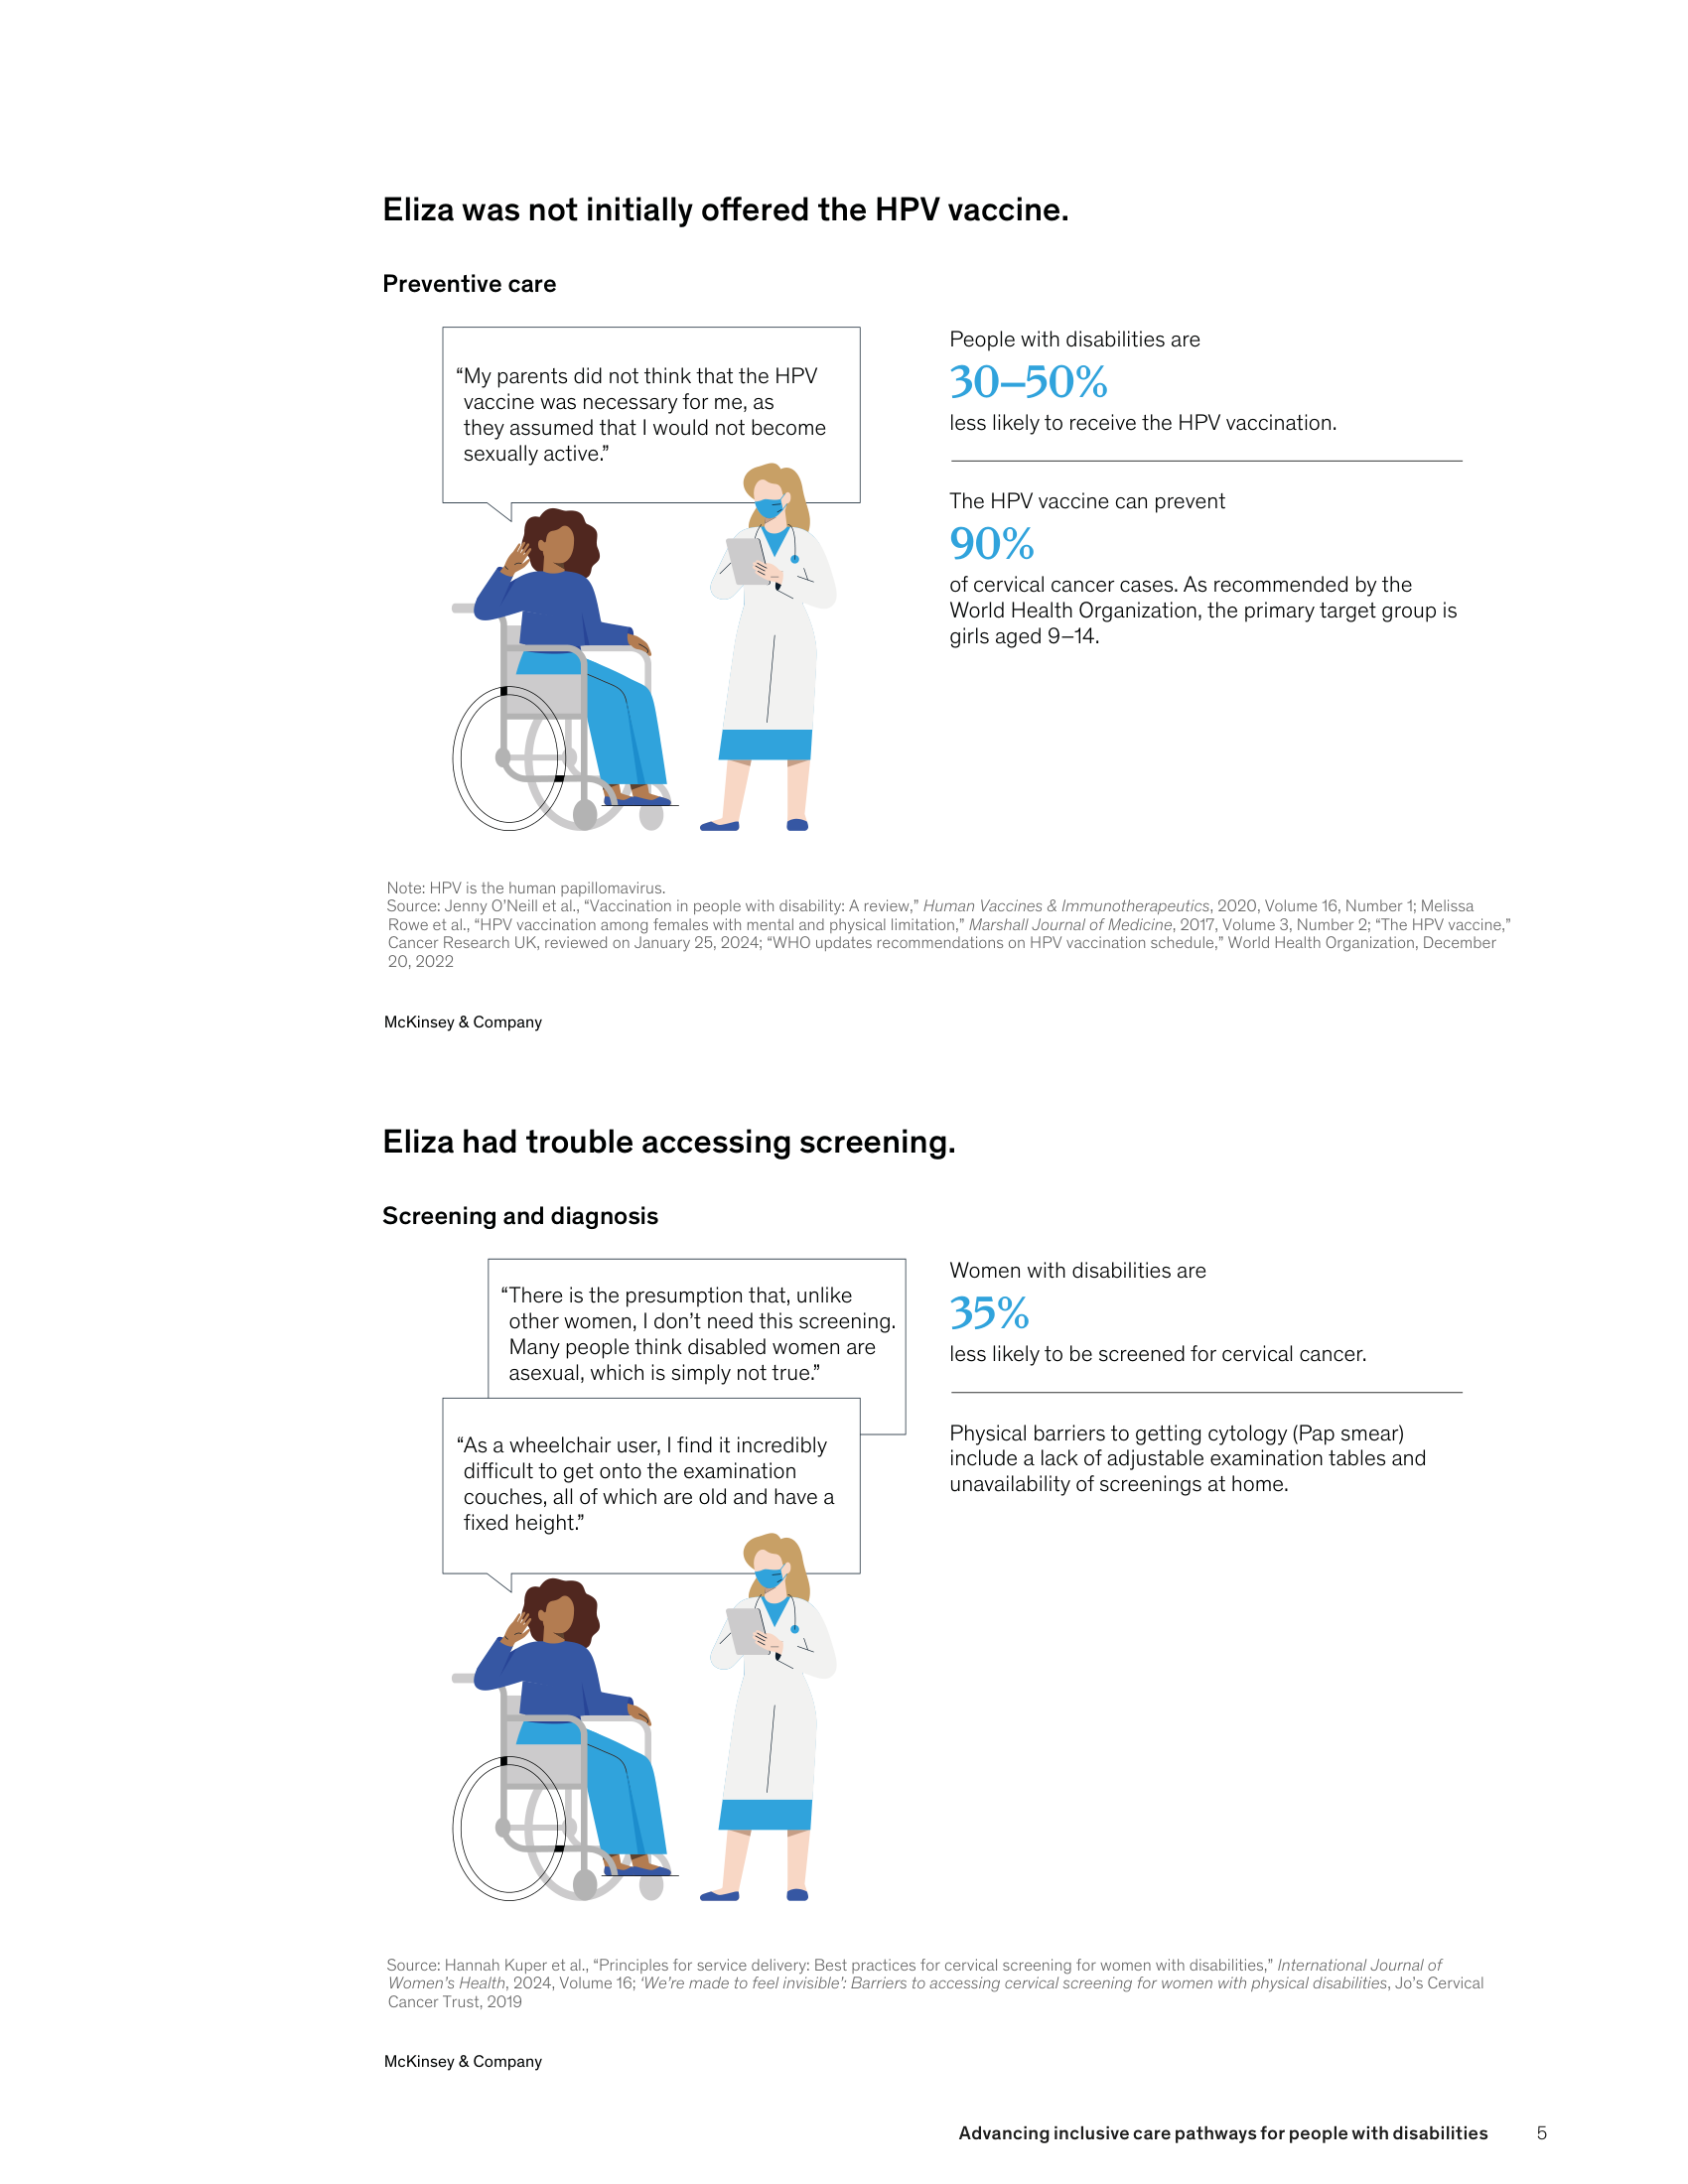 Eliza was not initially offered the HPV vaccine.
Preventive care
“My parents did not think that the HPV
vaccine was necessary for me, as
they assumed that I would not become
sexually active.”
People with disabilities are
30–50%
less likely to receive the HPV vaccination.
The HPV vaccine can prevent
90%
of cervical cancer cases. As recommended by the
World Health Organization, the primary target group is
girls aged 9–14.
Note: HPV is the human papillomavirus.
Source: Jenny O’Neill et al., “Vaccination in people with disability: A review,” Human Vaccines & Immunotherapeutics, 2020, Volume 16, Number 1; Melissa
Rowe et al., “HPV vaccination among females with mental and physical limitation,” Marshall Journal of Medicine, 2017, Volume 3, Number 2; “The HPV vaccine,”
Cancer Research UK, reviewed on January 25, 2024; “WHO updates recommendations on HPV vaccination schedule,” World Health Organization, December
20, 2022
McKinsey & Company
Eliza had trouble accessing screening.
Screening and diagnosis
“There is the presumption that, unlike
other women, I don’t need this screening.
Many people think disabled women are
asexual, which is simply not true.”
“As a wheelchair user, I find it incredibly
difficult to get onto the examination
couches, all of which are old and have a
fixed height.”
Women with disabilities are
35%
less likely to be screened for cervical cancer.
Physical barriers to getting cytology (Pap smear)
include a lack of adjustable examination tables and
unavailability of screenings at home.
Source: Hannah Kuper et al., “Principles for service delivery: Best practices for cervical screening for women with disabilities,” International Journal of
Women’s Health, 2024, Volume 16; ‘We’re made to feel invisible’: Barriers to accessing cervical screening for women with physical disabilities, Jo’s Cervical
Cancer Trust, 2019
McKinsey & Company
Advancing inclusive care pathways for people with disabilities 5